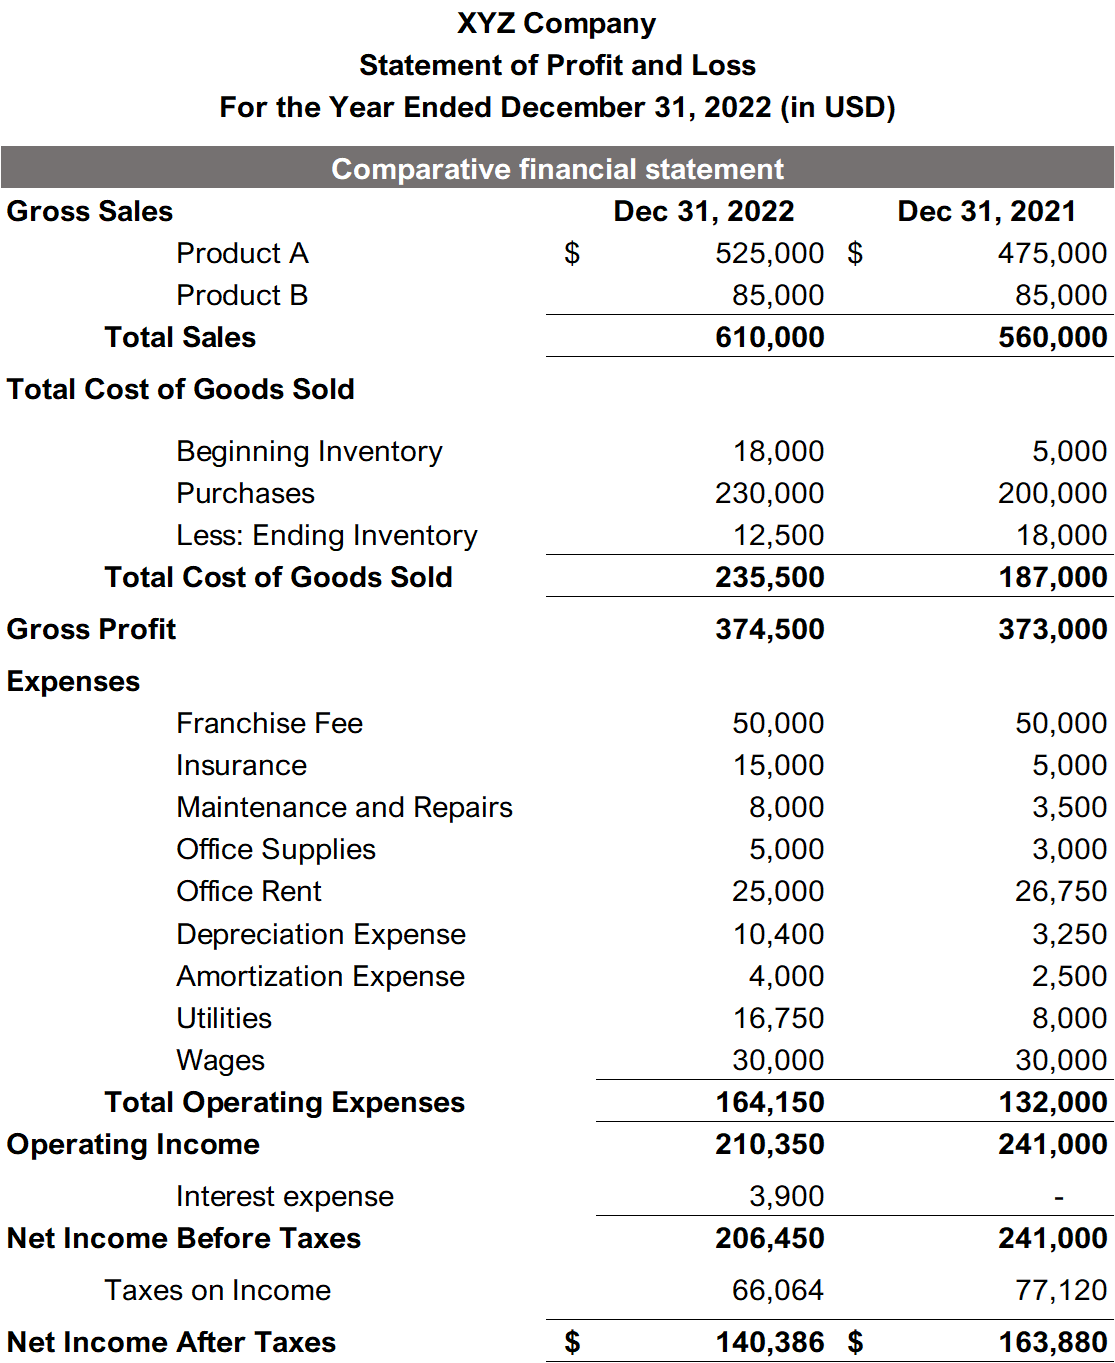 XYZ Company
Statement of Profit and Loss
For the Year Ended December 31, 2022 (in USD)
Comparative financial statement
Gross Sales Dec 31, 2022 Dec 31, 2021
Product A $ 525,000 $ 475,000
Product B 85,000 85,000
Total Sales 610,000 560,000
Total Cost of Goods Sold
Beginning Inventory 18,000 5,000
Purchases 230,000 200,000
Less: Ending Inventory 12,500 18,000
Total Cost of Goods Sold 235,500 187,000
Gross Profit 374,500 373,000
Expenses
Franchise Fee 50,000 50,000
Insurance 15,000 5,000
Maintenance and Repairs 8,000 3,500
Office Supplies 5,000 3,000
Office Rent 25,000 26,750
Depreciation Expense 10,400 3,250
Amortization Expense 4,000 2,500
Utilities 16,750 8,000
Wages 30,000 30,000
Total Operating Expenses 164,150 132,000
Operating Income 210,350 241,000
Interest expense 3,900 -
Net Income Before Taxes 206,450 241,000
Taxes on Income 66,064 77,120
Net Income After Taxes $ 140,386 $ 163,880